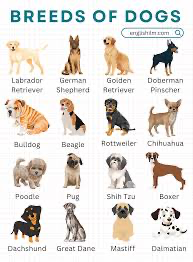 BREEDS OF DOGS
englishilm.com
Labrador Retriever
German Shepherd
Golden Retriever
Doberman Pinscher
Bulldog
Beagle
Rottweiler
Chihuahua
Poodle
Pug
Shih Tzu
Boxer
Dachshund
Great Dane
Mastiff
Dalmatian